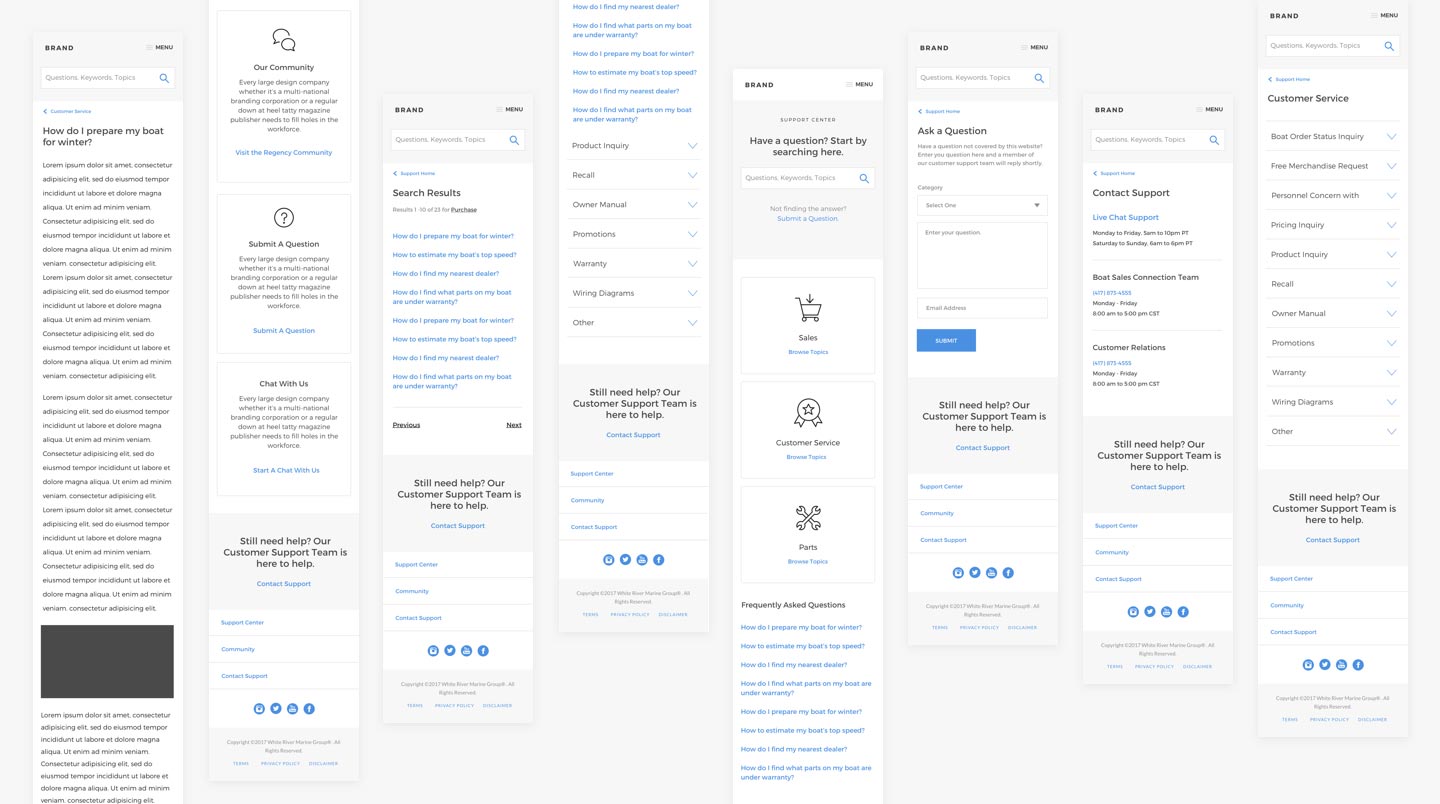 BRAND
MENU
Questions, Keywords, Topics
Customer Service
How do I prepare my boat
for winter?
Lorem ipsum dolor sit amet, consectetur
adipisicing elit, sed do eiusmod tempor
incididunt ut labore et dolore magna
aliqua. Ut enim ad minim veniam.
Consectetur adipisicing elit, sed do
eiusmod tempor incididunt ut labore et
dolore magna aliqua. Ut enim ad minim
veniam. consectetur adipisicing elit.
Lorem ipsum dolor sit amet, consectetur
adipisicing elit, sed do eiusmod tempor
incididunt ut labore et dolore magna
aliqua. Ut enim ad minim veniam.
Consectetur adipisicing elit, sed do
eiusmod tempor incididunt ut labore et
dolore magna aliqua. Ut enim ad minim
veniam. consectetur adipisicing elit.
Lorem ipsum dolor sit amet, consectetur
adipisicing elit, sed do eiusmod tempor
incididunt ut labore et dolore magna
aliqua. Ut enim ad minim veniam.
Consectetur adipisicing elit, sed do
eiusmod tempor incididunt ut labore et
dolore magna aliqua. Ut enim ad minim
veniam. consectetur adipisicing elit.
Lorem ipsum dolor sit amet, consectetur
adipisicing elit, sed do eiusmod tempor
incididunt ut labore et dolore magna
aliqua. Ut enim ad minim veniam.
Consectetur adipisicing elit, sed do
eiusmod tempor incididunt ut labore et
dolore magna aliqua. Ut enim ad minim
veniam. consectetur adipisicing elit.
Lorem ipsum dolor sit amet, consectetur
adipisicing elit, sed do eiusmod tempor
incididunt ut labore et dolore magna
aliqua. Ut enim ad minim veniam.
Consectetur adipisicing elit, sed do
eiusmod tempor incididunt ut labore et
dolore magna aliqua. Ut enim ad minim
veniam. consectetur adipisicing elit.
Our Community
Every large design company
whether it's a multi-national
branding corporation or a regular
down at heel tatty magazine
publisher needs to fill holes in the
workforce.
Visit the Regency Community
Submit A Question
Every large design company
whether it's a multi-national
branding corporation or a regular
down at heel tatty magazine
publisher needs to fill holes in the
workforce.
Submit A Question
Chat With Us
Every large design company
whether it's a multi-national
branding corporation or a regular
down at heel tatty magazine
publisher needs to fill holes in the
workforce.
Start A Chat With Us
Still need help? Our
Customer Support Team is
here to help.
Contact Support
Support Center
Community
Contact Support
Copyright ©2017 White River Marine Group® . All
Rights Reserved.
TERMS PRIVACY POLICY DISCLAIMER
BRAND
MENU
Questions, Keywords, Topics
Support Home
Search Results
Results 1 -10 of 23 for Purchase
How do I prepare my boat for winter?
How to estimate my boat's top speed?
How do I find my nearest dealer?
How do I find what parts on my boat
are under warranty?
How do I prepare my boat for winter?
How to estimate my boat's top speed?
How do I find my nearest dealer?
How do I find what parts on my boat
are under warranty?
Previous
Next
Still need help? Our
Customer Support Team is
here to help.
Contact Support
Support Center
Community
Contact Support
Copyright ©2017 White River Marine Group® . All
Rights Reserved.
TERMS PRIVACY POLICY DISCLAIMER
How do I find my nearest dealer?
How do I find what parts on my boat
are under warranty?
How do I prepare my boat for winter?
How to estimate my boat's top speed?
How do I find my nearest dealer?
How do I find what parts on my boat
are under warranty?
Product Inquiry
Recall
Owner Manual
Promotions
Warranty
Wiring Diagrams
Other
Still need help? Our
Customer Support Team is
here to help.
Contact Support
Support Center
Community
Contact Support
Copyright ©2017 White River Marine Group® . All
Rights Reserved.
TERMS PRIVACY POLICY DISCLAIMER
BRAND
MENU
SUPPORT CENTER
Have a question? Start by
searching here.
Questions, Keywords, Topics
Not finding the answer?
Submit a Question.
Sales
Browse Topics
Customer Service
Browse Topics
Parts
Browse Topics
Frequently Asked Questions
How do I prepare my boat for winter?
How to estimate my boat's top speed?
How do I find my nearest dealer?
How do I find what parts on my boat are
under warranty?
How do I prepare my boat for winter?
How to estimate my boat's top speed?
How do I find my nearest dealer?
How do I find what parts on my boat are
under warranty?
BRAND
MENU
Questions, Keywords, Topics
Support Home
Ask a Question
Have a question not covered by this website?
Enter you question here and a member of
our customer support team will reply shortly.
Category
Select One
Enter your question.
Email Address
SUBMIT
Still need help? Our
Customer Support Team is
here to help.
Contact Support
Support Center
Community
Contact Support
Copyright ©2017 White River Marine Group® . All
Rights Reserved.
TERMS PRIVACY POLICY DISCLAIMER
BRAND
MENU
Questions, Keywords, Topics
Support Home
Contact Support
Live Chat Support
Monday to Friday, 5am to 10pm PT
Saturday to Sunday, 6am to 6pm PT
Boat Sales Connection Team
(417) 873-4555
Monday - Friday
8:00 am to 5:00 pm CST
Customer Relations
(417) 873-4555
Monday - Friday
8:00 am to 5:00 pm CST
Still need help? Our
Customer Support Team is
here to help.
Contact Support
Support Center
Community
Contact Support
Copyright ©2017 White River Marine Group® . All
Rights Reserved.
TERMS PRIVACY POLICY DISCLAIMER
BRAND
MENU
Questions, Keywords, Topics
Support Home
Customer Service
Boat Order Status Inquiry
Free Merchandise Request
Personnel Concern with
Pricing Inquiry
Product Inquiry
Recall
Owner Manual
Promotions
Warranty
Wiring Diagrams
Other
Still need help? Our
Customer Support Team is
here to help.
Contact Support
Support Center
Community
Contact Support
Copyright ©2017 White River Marine Group® . All
Rights Reserved.
TERMS PRIVACY POLICY DISCLAIMER